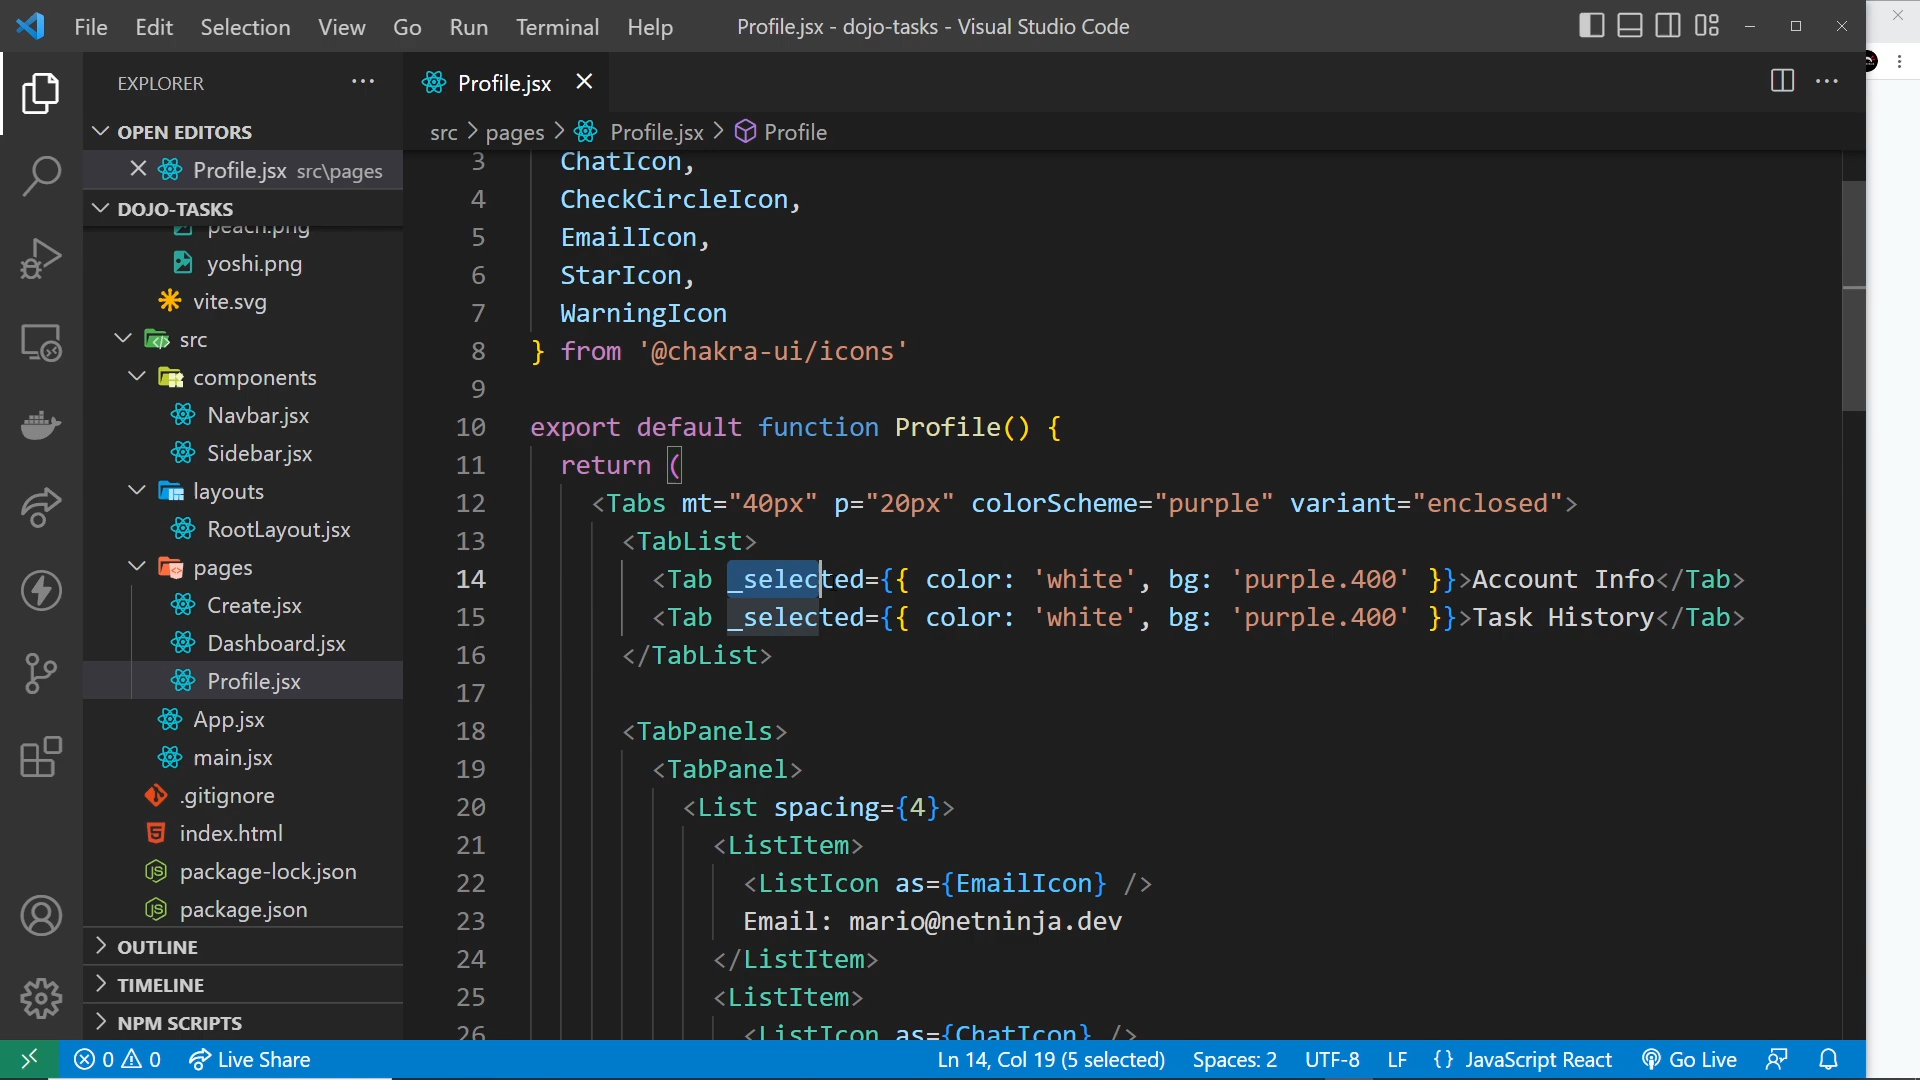 File Edit Selection View Go Run Terminal Help
Profile.jsx - dojo-tasks - Visual Studio Code
EXPLORER
OPEN EDITORS
Profile.jsx src\pages
DOJO-TASKS
peach.png
yoshi.png
vite.svg
src
components
Navbar.jsx
Sidebar.jsx
layouts
RootLayout.jsx
pages
Create.jsx
Dashboard.jsx
Profile.jsx
App.jsx
main.jsx
.gitignore
index.html
package-lock.json
package.json
OUTLINE
TIMELINE
NPM SCRIPTS
Profile.jsx
src > pages > Profile.jsx > Profile
3 ChatIcon,
4 CheckCircleIcon,
5 EmailIcon,
6 StarIcon,
7 WarningIcon
8 } from '@chakra-ui/icons'
9
10 export default function Profile() {
11 return (
12 <Tabs mt="40px" p="20px" colorScheme="purple" variant="enclosed">
13 <TabList>
14 <Tab _selected={{ color: 'white', bg: 'purple.400' }}>Account Info</Tab>
15 <Tab _selected={{ color: 'white', bg: 'purple.400' }}>Task History</Tab>
16 </TabList>
17
18 <TabPanels>
19 <TabPanel>
20 <List spacing={4}>
21 <ListItem>
22 <ListIcon as={EmailIcon} />
23 Email: mario@netninja.dev
24 </ListItem>
25 <ListItem>
26 <ListIcon as={ChatIcon} />
0 0 Live Share
Ln 14, Col 19 (5 selected) Spaces: 2 UTF-8 LF {} JavaScript React Go Live